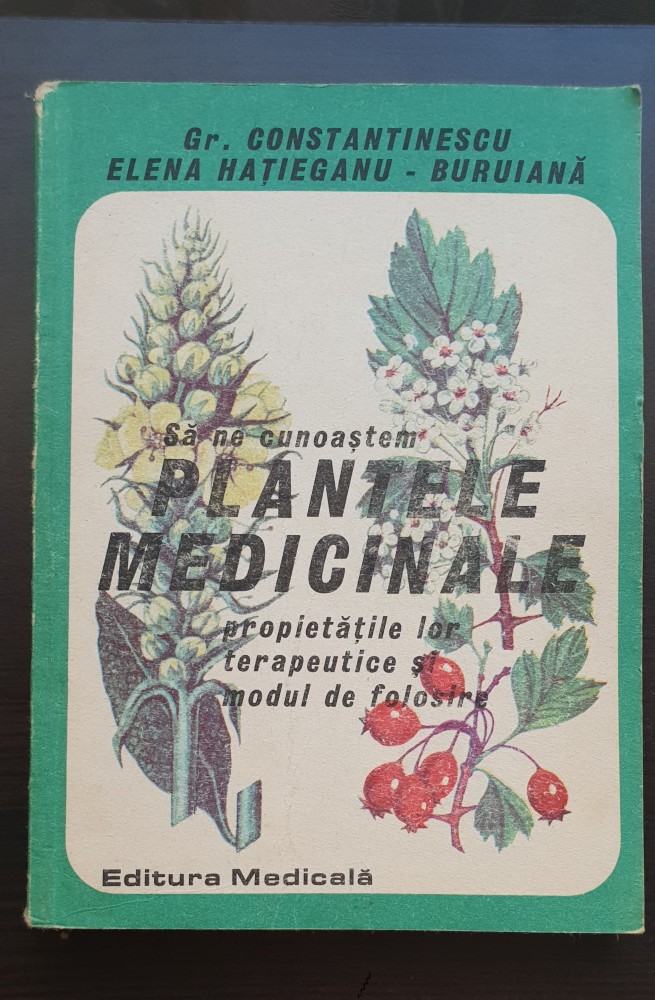 Gr. CONSTANTINESCU
ELENA HAȚIEGANU - BURUIANĂ
Să ne cunoaștem
PLANTELE
MEDICINALE
propietățile lor
terapeutice și
modul de folosire
Editura Medicală